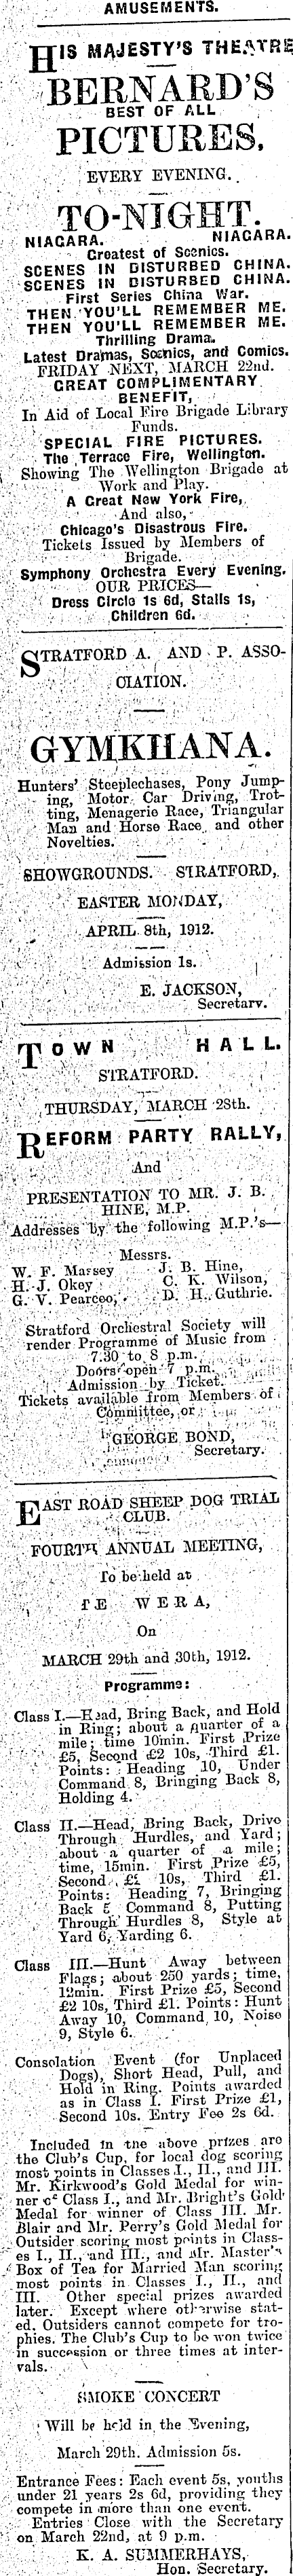 AMUSEMENTS.
HIS MAJESTY'S THEATRE
BERNARD'S
BEST OF ALL
PICTURES.
EVERY EVENING.
TO-NIGHT.
NIAGARA. NIAGARA.
Greatest of Scenics.
SCENES IN DISTURBED CHINA.
SCENES IN DISTURBED CHINA.
First Series China War.
THEN YOU'LL REMEMBER ME.
THEN YOU'LL REMEMBER ME.
Thrilling Drama.
Latest Dramas, Scenics, and Comics.
FRIDAY NEXT, MARCH 22nd.
GREAT COMPLIMENTARY
BENEFIT,
In Aid of Local Fire Brigade Library
Funds.
SPECIAL FIRE PICTURES.
The Terrace Fire, Wellington.
Showing The Wellington Brigade at
Work and Play.
A Great New York Fire,
And also,
Chicago's Disastrous Fire.
Tickets Issued by Members of
Brigade.
Symphony Orchestra Every Evening.
OUR PRICES—
Dress Circle 1s 6d, Stalls 1s,
Children 6d.
STRATFORD A. AND P. ASSO-
CIATION.
GYMKHANA.
Hunters' Steeplechases, Pony Jump-
ing, Motor Car Driving, Trot-
ting, Menagerie Race, Triangular
Man and Horse Race, and other
Novelties.
SHOWGROUNDS. STRATFORD,
EASTER MONDAY,
APRIL 8th, 1912.
Admission 1s.
E. JACKSON,
Secretary.
TOWN HALL.
STRATFORD.
THURSDAY, MARCH 28th.
REFORM PARTY RALLY,
And
PRESENTATION TO MR. J. B.
HINE, M.P.
Addresses by the following M.P.'s—
Messrs.
W. F. Massey J. B. Hine,
H. J. Okey C. K. Wilson,
G. V. Pearce, D. H. Guthrie.
Stratford Orchestral Society will
render Programme of Music from
7.30 to 8 p.m.
Doors open 7 p.m.
Admission by Ticket.
Tickets available from Members of
Committee, or
GEORGE BOND,
Secretary.
EAST ROAD SHEEP DOG TRIAL
CLUB.
FOURTH ANNUAL MEETING,
To be held at
TE WERA,
On
MARCH 29th and 30th, 1912.
Programme:
Class I.—Head, Bring Back, and Hold
in Ring; about a quarter of a
mile; time 10min. First Prize
£5, Second £2 10s, Third £1.
Points: Heading 10, Under
Command 8, Bringing Back 8,
Holding 4.
Class II.—Head, Bring Back, Drive
Through Hurdles, and Yard;
about a quarter of a mile;
time, 15min. First Prize £5,
Second £2 10s, Third £1.
Points: Heading 7, Bringing
Back 5 Command 8, Putting
Through Hurdles 8, Style at
Yard 6, Yarding 6.
Class III.—Hunt Away between
Flags; about 250 yards; time,
12min. First Prize £5, Second
£2 10s, Third £1. Points: Hunt
Away 10, Command 10, Noise
9, Style 6.
Consolation Event (for Unplaced
Dogs), Short Head, Pull, and
Hold in Ring. Points awarded
as in Class I. First Prize £1,
Second 10s. Entry Fee 2s 6d.
Included in the above prizes are
the Club's Cup, for local dog scoring
most points in Classes I., II., and III.
Mr. Kirkwood's Gold Medal for win-
ner of Class I., and Mr. Bright's Gold
Medal for winner of Class III. Mr.
Blair and Mr. Perry's Gold Medal for
Outsider scoring most points in Class-
es I., II., and III., and Mr. Master's
Box of Tea for Married Man scoring
most points in Classes I., II., and
III. Other special prizes awarded
later. Except where otherwise stat-
ed. Outsiders cannot compete for tro-
phies. The Club's Cup to be won twice
in succession or three times at inter-
vals.
SMOKE CONCERT
Will be held in the Evening,
March 29th. Admission 5s.
Entrance Fees: Each event 5s, youths
under 21 years 2s 6d, providing they
compete in more than one event.
Entries Close with the Secretary
on March 22nd, at 9 p.m.
K. A. SUMMERHAYS,
Hon. Secretary.